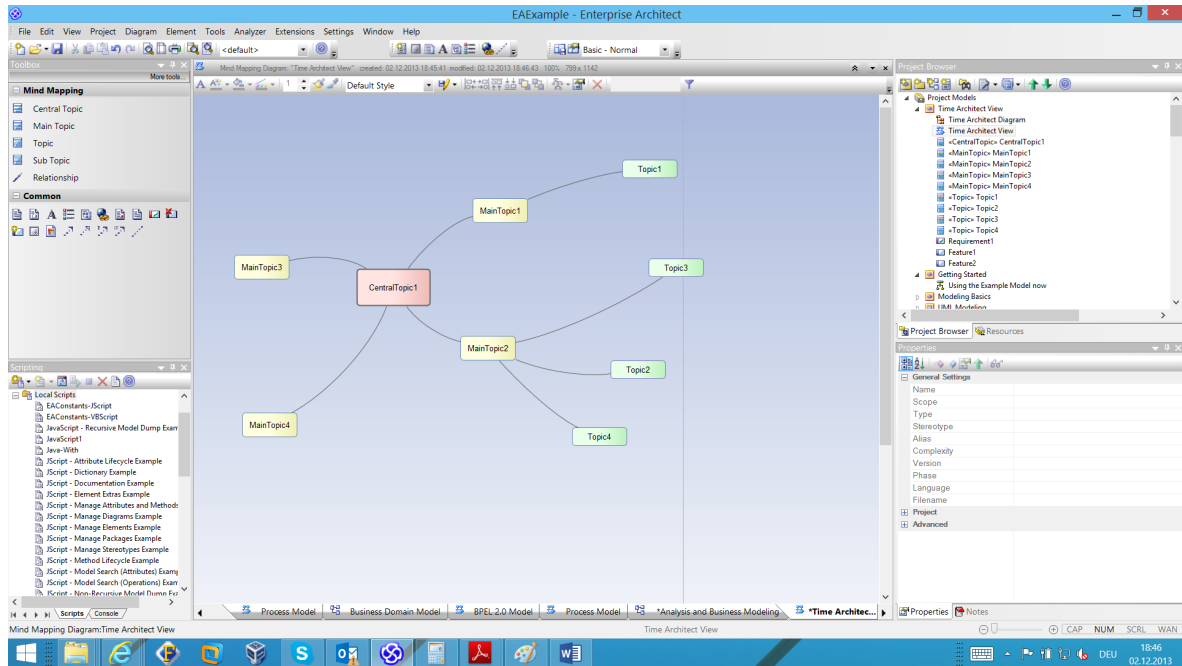 EAExample - Enterprise Architect
File Edit View Project Diagram Element Tools Analyzer Extensions Settings Window Help
<default>
Basic - Normal
Toolbox
More tools...
Mind Mapping
Central Topic
Main Topic
Topic
Sub Topic
Relationship
Common
Scripting
Local Scripts
EAConstants-JScript
EAConstants-VBScript
JavaScript - Recursive Model Dump Exam
JavaScript1
Java-With
JScript - Attribute Lifecycle Example
JScript - Dictionary Example
JScript - Documentation Example
JScript - Element Extras Example
JScript - Manage Attributes and Methods
JScript - Manage Diagrams Example
JScript - Manage Elements Example
JScript - Manage Packages Example
JScript - Manage Stereotypes Example
JScript - Method Lifecycle Example
JScript - Model Search (Attributes) Examp
JScript - Model Search (Operations) Exam
JScript - Non-Recursive Model Dump Exa
Scripts Console
Mind Mapping Diagram: "Time Architect View" created: 02.12.2013 18:45:41 modified: 02.12.2013 18:46:43 100% 799 x 1142
1 Default Style
Topic1
MainTopic1
MainTopic3
Topic3
CentralTopic1
MainTopic2
Topic2
MainTopic4
Topic4
Process Model Business Domain Model BPEL 2.0 Model Process Model *Analysis and Business Modeling *Time Architec...
Project Browser
Project Models
Time Architect View
Time Architect Diagram
Time Architect View
«CentralTopic» CentralTopic1
«MainTopic» MainTopic1
«MainTopic» MainTopic2
«MainTopic» MainTopic3
«MainTopic» MainTopic4
«Topic» Topic1
«Topic» Topic2
«Topic» Topic3
«Topic» Topic4
Requirement1
Feature1
Feature2
Getting Started
Using the Example Model now
Modeling Basics
UML Modeling
Project Browser Resources
Properties
General Settings
Name
Scope
Type
Stereotype
Alias
Complexity
Version
Phase
Language
Filename
Project
Advanced
Properties Notes
Mind Mapping Diagram:Time Architect View
Time Architect View
CAP NUM SCRL WAN
DEU
18:46
02.12.2013